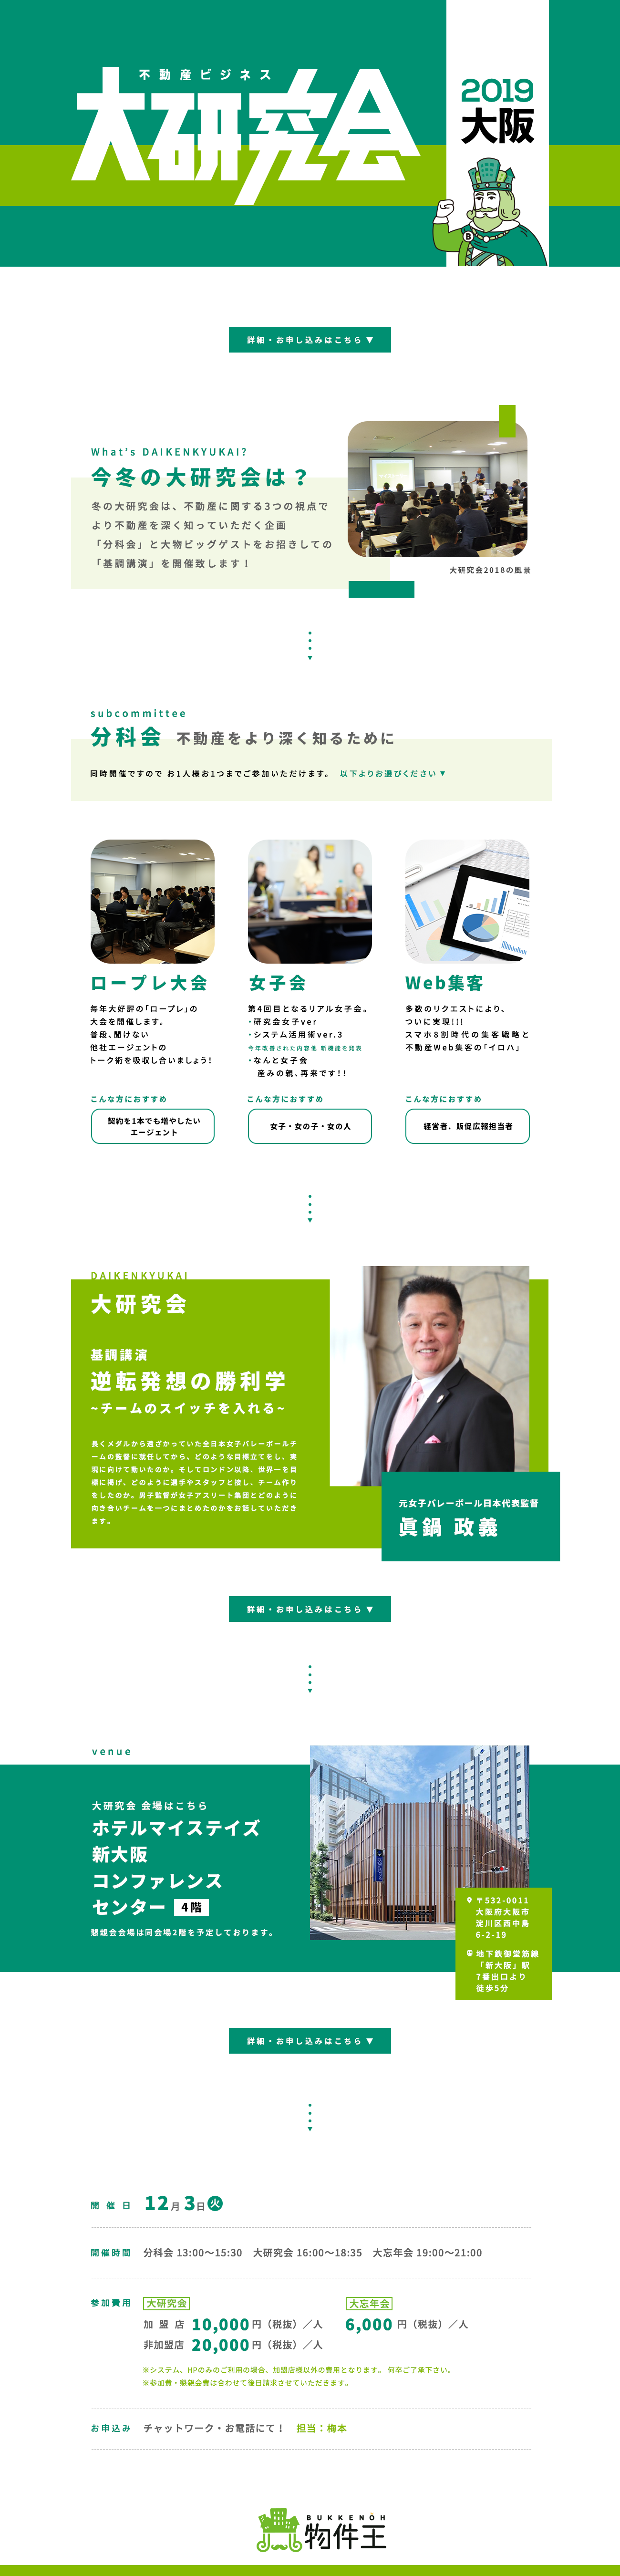 不動産ビジネス
大研究会
2019
大阪
B
詳細・お申し込みはこちら ▼
What's DAIKENKYUKAI?
今冬の大研究会は？
冬の大研究会は、不動産に関する3つの視点で
より不動産を深く知っていただく企画
「分科会」と大物ビッグゲストをお招きしての
「基調講演」を開催致します！
大研究会2018の風景
subcommittee
分科会 不動産をより深く知るために
同時開催ですので お1人様お1つまでご参加いただけます。 以下よりお選びください ▼
ロープレ大会
毎年大好評の「ロープレ」の
大会を開催します。
普段、聞けない
他社エージェントの
トーク術を吸収し合いましょう！
こんな方におすすめ
契約を1本でも増やしたい
エージェント
女子会
第4回目となるリアル女子会。
・研究会女子ver
・システム活用術ver.3
今年改善された内容他 新機能を発表
・なんと女子会
産みの親、再来です！！
こんな方におすすめ
女子・女の子・女の人
Web集客
多数のリクエストにより、
ついに実現！！！
スマホ8割時代の集客戦略と
不動産Web集客の「イロハ」
こんな方におすすめ
経営者、販促広報担当者
DAIKENKYUKAI
大研究会
基調講演
逆転発想の勝利学
~チームのスイッチを入れる~
長くメダルから遠ざかっていた全日本女子バレーボールチ
ームの監督に就任してから、どのような目標立てをし、実
現に向けて動いたのか。そしてロンドン以降、世界一を目
標に掲げ、どのように選手やスタッフと接し、チーム作り
をしたのか。男子監督が女子アスリート集団とどのように
向き合いチームを一つにまとめたのかをお話していただき
ます。
元女子バレーボール日本代表監督
眞鍋 政義
詳細・お申し込みはこちら ▼
venue
大研究会 会場はこちら
ホテルマイステイズ
新大阪
コンファレンス
センター 4階
懇親会会場は同会場2階を予定しております。
〒532-0011
大阪府大阪市
淀川区西中島
6-2-19
地下鉄御堂筋線
「新大阪」駅
7番出口より
徒歩5分
詳細・お申し込みはこちら ▼
開催日 12月3日火
開催時間 分科会 13:00〜15:30 大研究会 16:00〜18:35 大忘年会 19:00〜21:00
参加費用 大研究会 大忘年会
加盟店 10,000円（税抜）／人 6,000 円（税抜）／人
非加盟店 20,000円（税抜）／人
※システム、HPのみのご利用の場合、加盟店様以外の費用となります。 何卒ご了承下さい。
※参加費・懇親会費は合わせて後日請求させていただきます。
お申込み チャットワーク・お電話にて！ 担当：梅本
BUKKENOH
物件王